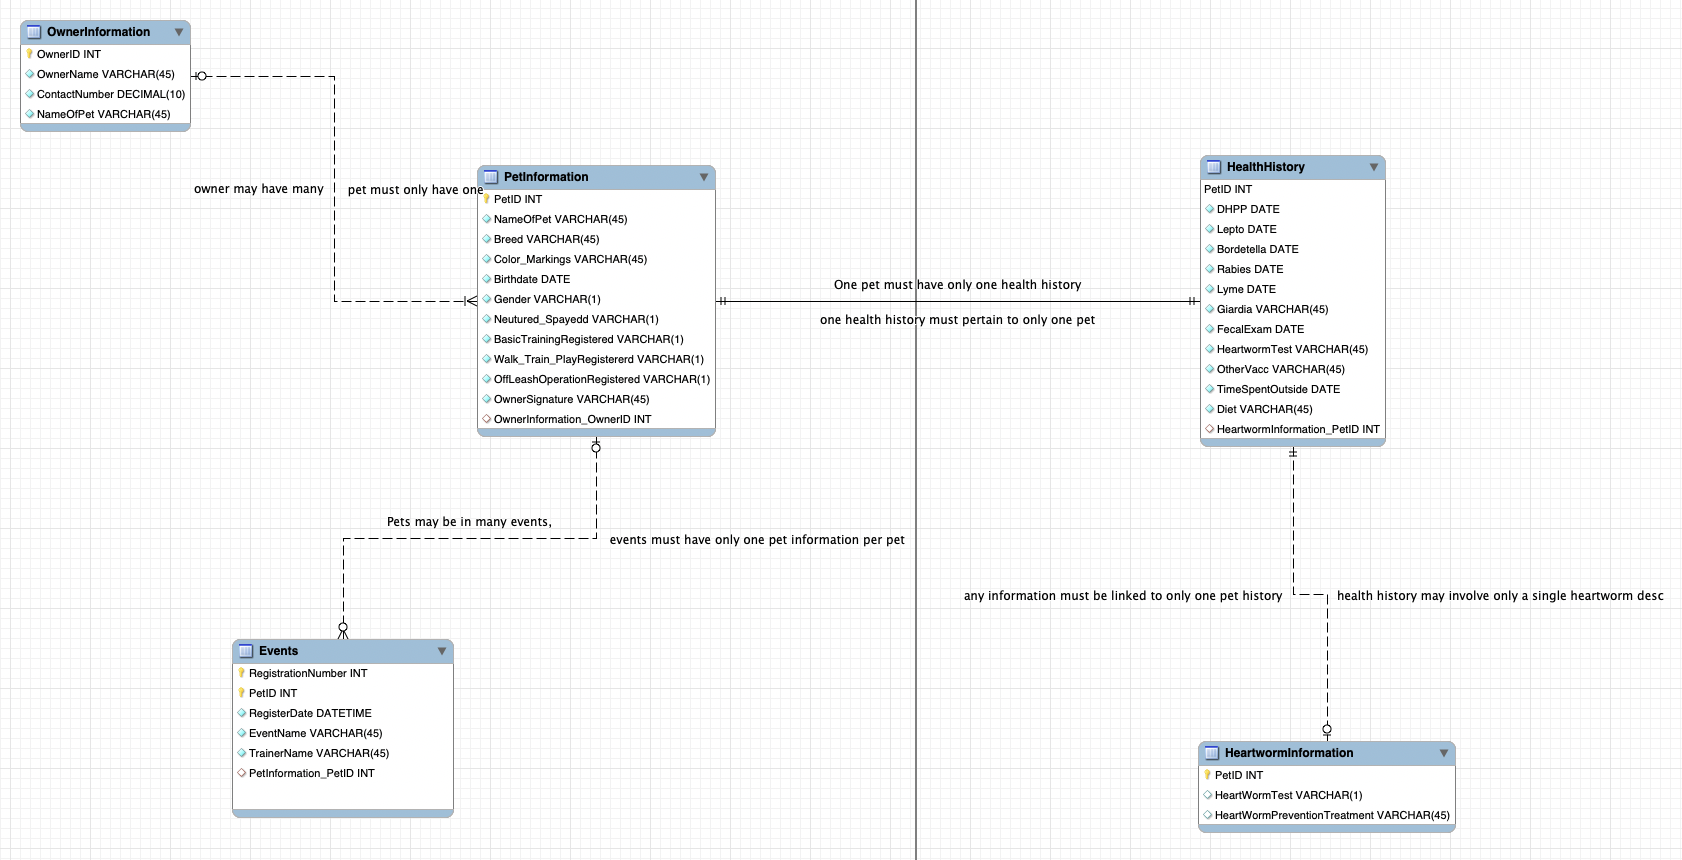 OwnerInformation
OwnerID INT
OwnerName VARCHAR(45)
ContactNumber DECIMAL(10)
NameOfPet VARCHAR(45)
owner may have many
pet must only have one
PetInformation
PetID INT
NameOfPet VARCHAR(45)
Breed VARCHAR(45)
Color_Markings VARCHAR(45)
Birthdate DATE
Gender VARCHAR(1)
Neutured_Spayedd VARCHAR(1)
BasicTrainingRegistered VARCHAR(1)
Walk_Train_PlayRegistererd VARCHAR(1)
OffLeashOperationRegistered VARCHAR(1)
OwnerSignature VARCHAR(45)
OwnerInformation_OwnerID INT
One pet must have only one health history
one health history must pertain to only one pet
HealthHistory
PetID INT
DHPP DATE
Lepto DATE
Bordetella DATE
Rabies DATE
Lyme DATE
Giardia VARCHAR(45)
FecalExam DATE
HeartwormTest VARCHAR(45)
OtherVacc VARCHAR(45)
TimeSpentOutside DATE
Diet VARCHAR(45)
HeartwormInformation_PetID INT
Pets may be in many events,
events must have only one pet information per pet
any information must be linked to only one pet history
health history may involve only a single heartworm desc
Events
RegistrationNumber INT
PetID INT
RegisterDate DATETIME
EventName VARCHAR(45)
TrainerName VARCHAR(45)
PetInformation_PetID INT
HeartwormInformation
PetID INT
HeartWormTest VARCHAR(1)
HeartWormPreventionTreatment VARCHAR(45)